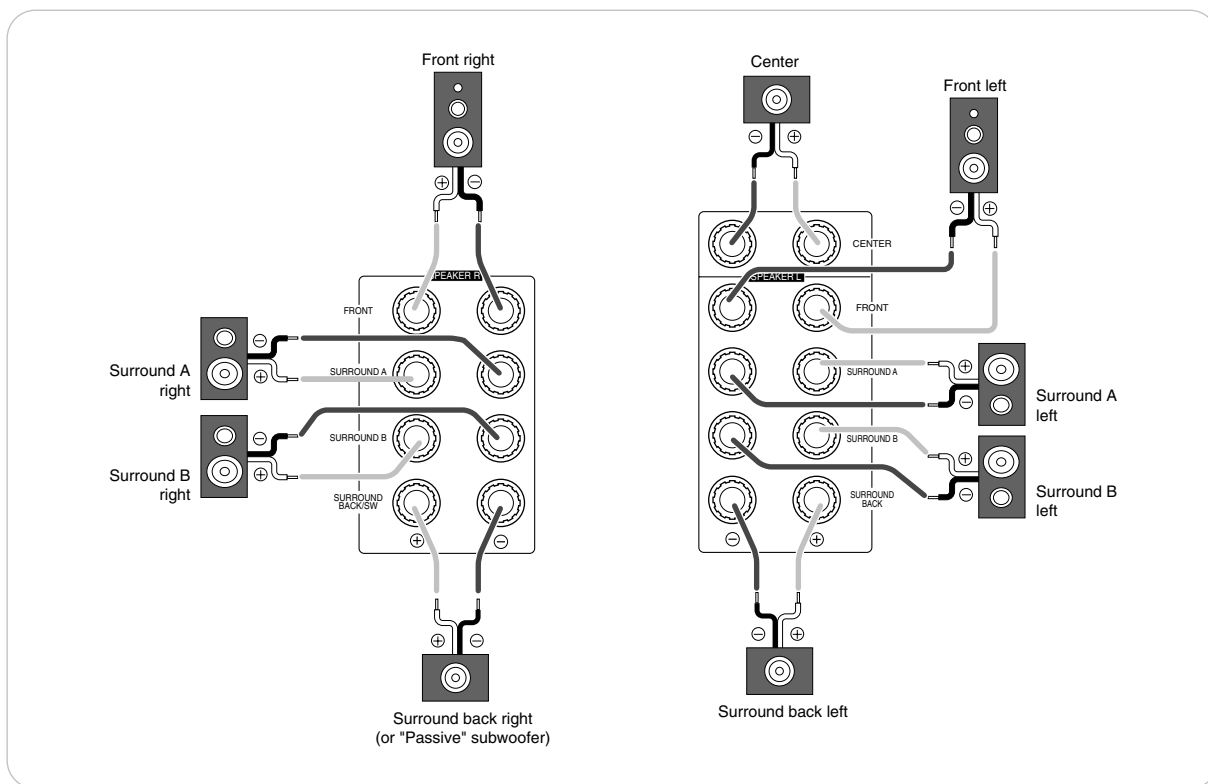 Front right
Center
Front left
⊖ ⊕
⊕ ⊖
⊖ ⊕
CENTER
SPEAKER R
SPEAKER L
FRONT
FRONT
⊖
Surround A
right
⊕
SURROUND A
SURROUND A
⊕
⊖
Surround A
left
⊖
Surround B
right
⊕
SURROUND B
SURROUND B
⊕
⊖
Surround B
left
SURROUND
BACK/SW
SURROUND
BACK
⊕ ⊖
⊖ ⊕
⊕ ⊖
⊖ ⊕
Surround back right
(or "Passive" subwoofer)
Surround back left